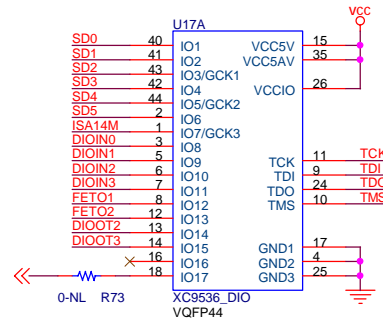 U17A
VCC
SD0 40 IO1 VCC5V 15
SD1 41 IO2 VCC5AV 35
SD2 43 IO3/GCK1
SD3 42 IO4 VCCIO 26
SD4 44 IO5/GCK2
SD5 2 IO6
ISA14M 1 IO7/GCK3
DIOIN0 3 IO8
DIOIN1 5 IO9 TCK 11 TCK
DIOIN2 6 IO10 TDI 9 TDI
DIOIN3 7 IO11 TDO 24 TDO
FETO1 8 IO12 TMS 10 TMS
FETO2 12 IO13
DIOOT2 13 IO14
DIOOT3 14 IO15 GND1 17
16 IO16 GND2 4
18 IO17 GND3 25
0-NL R73 XC9536_DIO
VQFP44